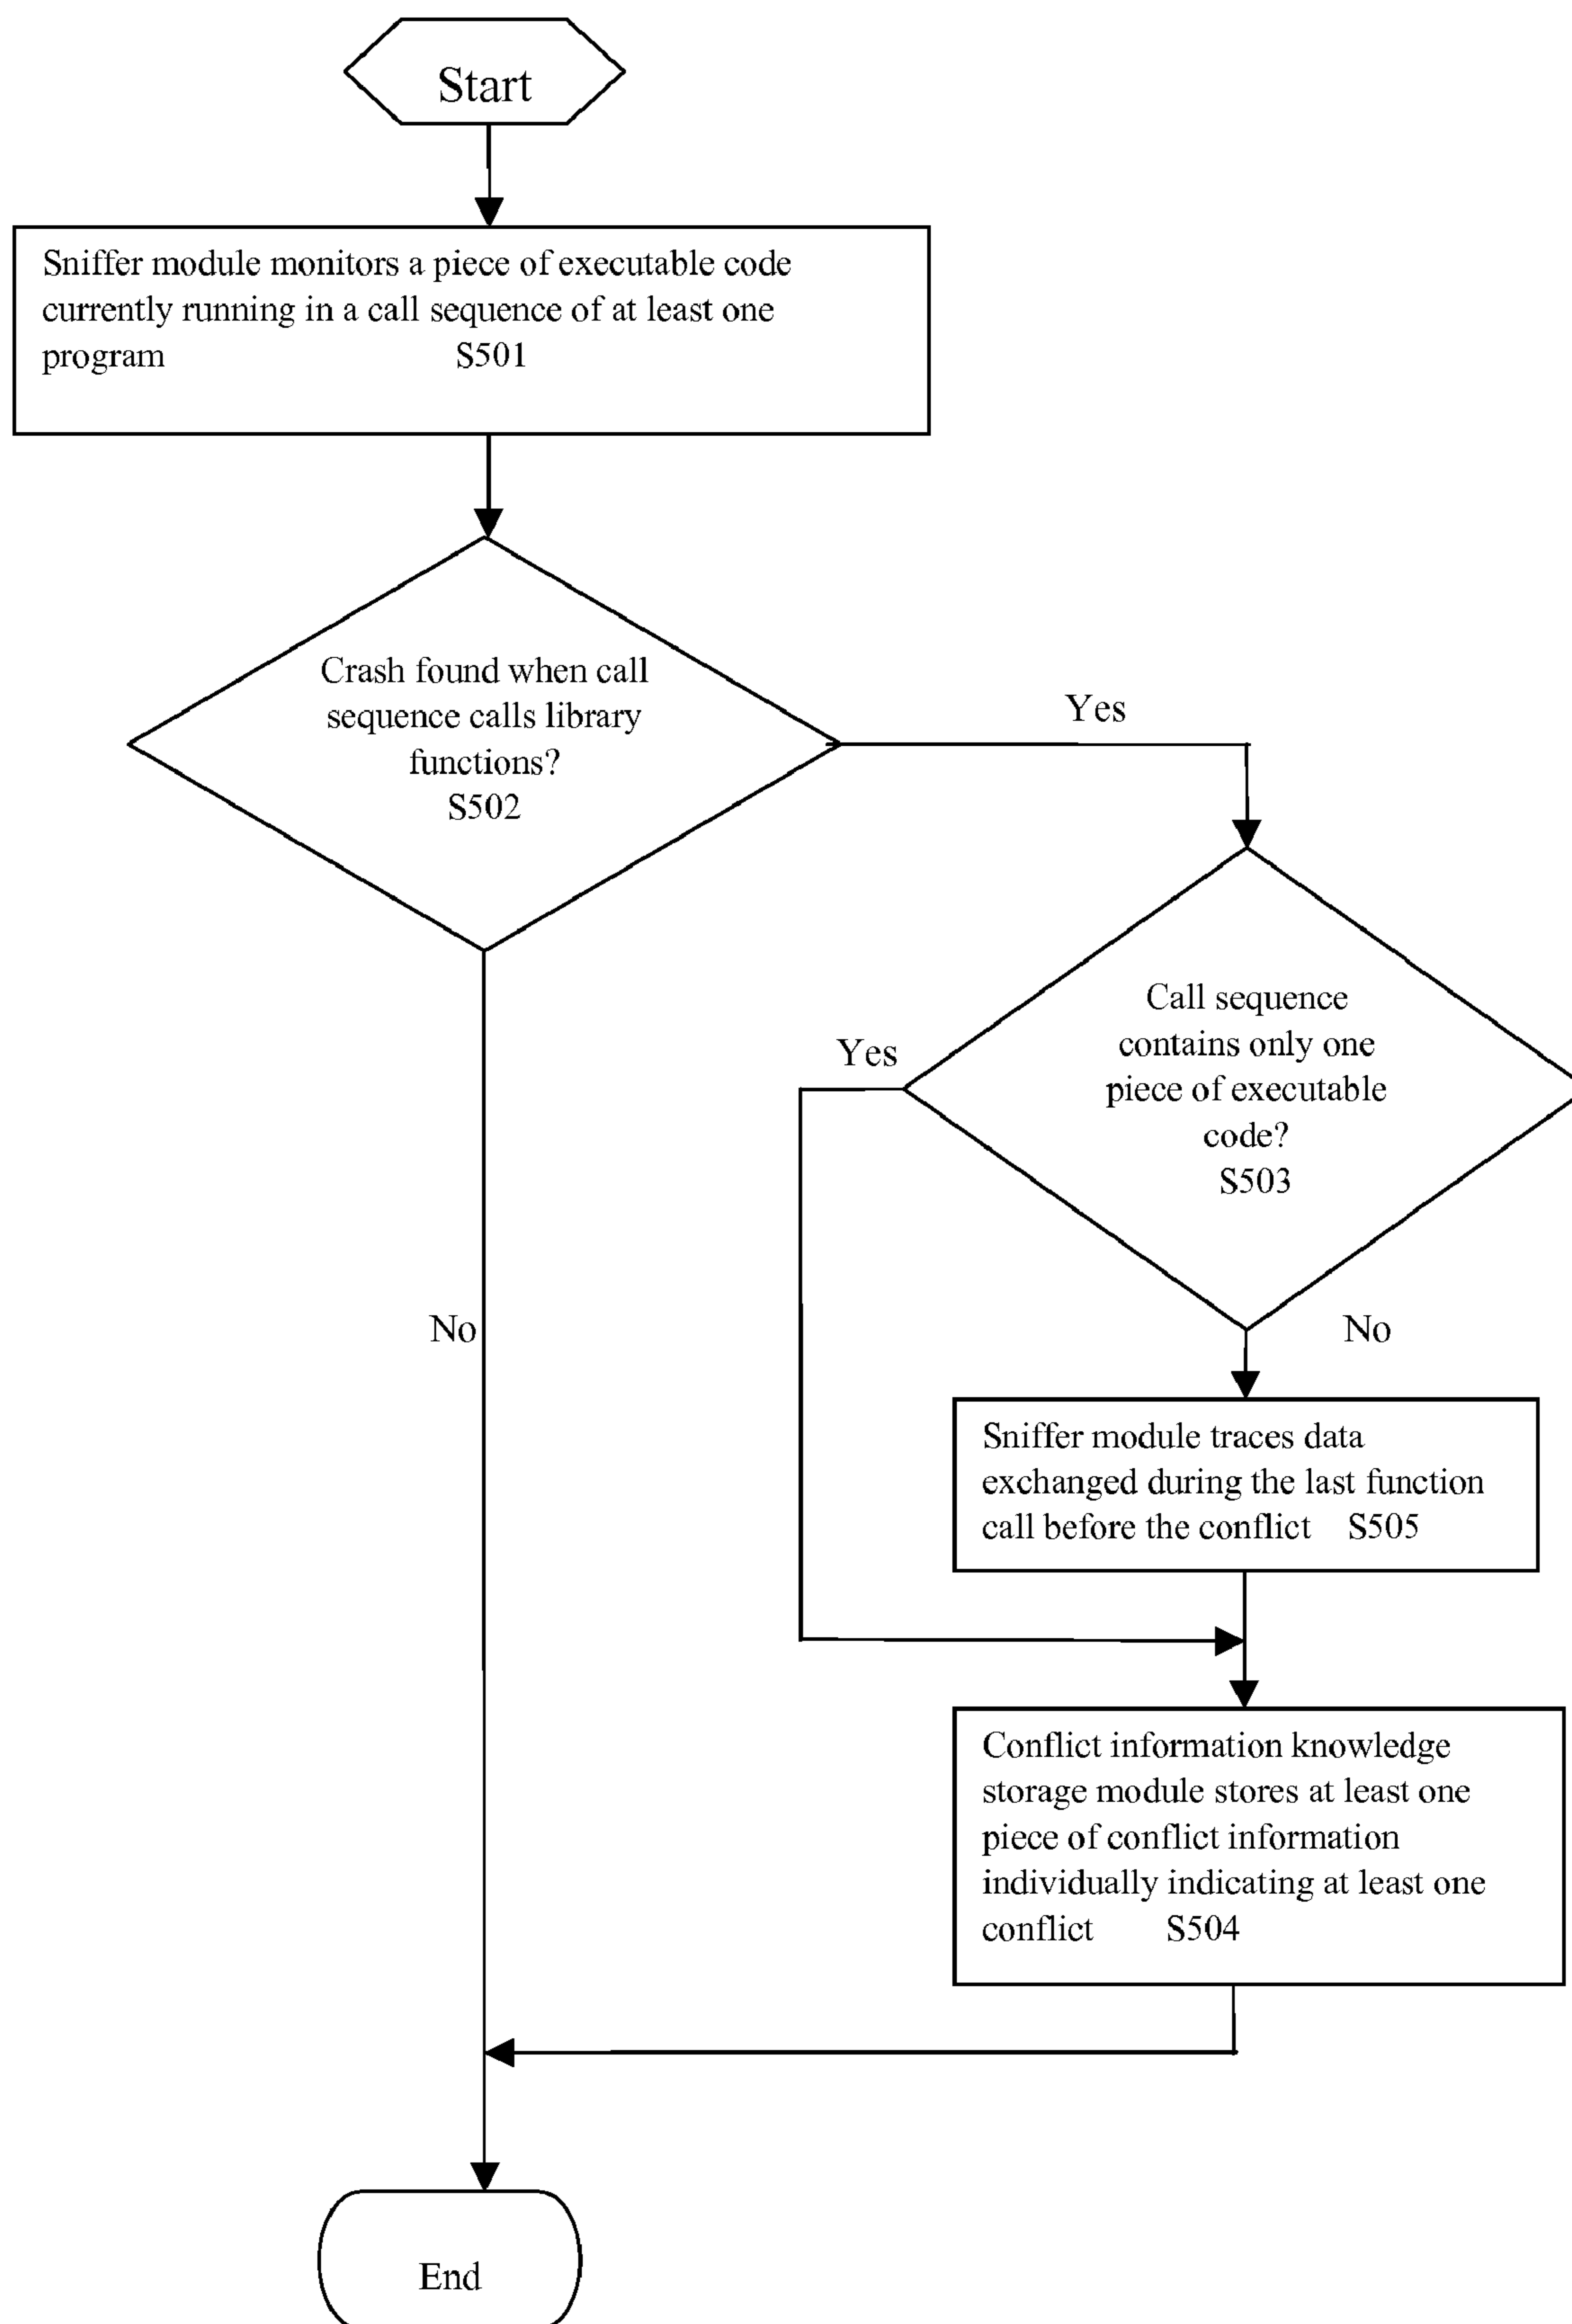 Start
Sniffer module monitors a piece of executable code
currently running in a call sequence of at least one
program S501
Crash found when call
sequence calls library
functions?
S502
Yes
Call sequence
contains only one
piece of executable
code?
S503
Yes
No
No
Sniffer module traces data
exchanged during the last function
call before the conflict S505
Conflict information knowledge
storage module stores at least one
piece of conflict information
individually indicating at least one
conflict S504
End